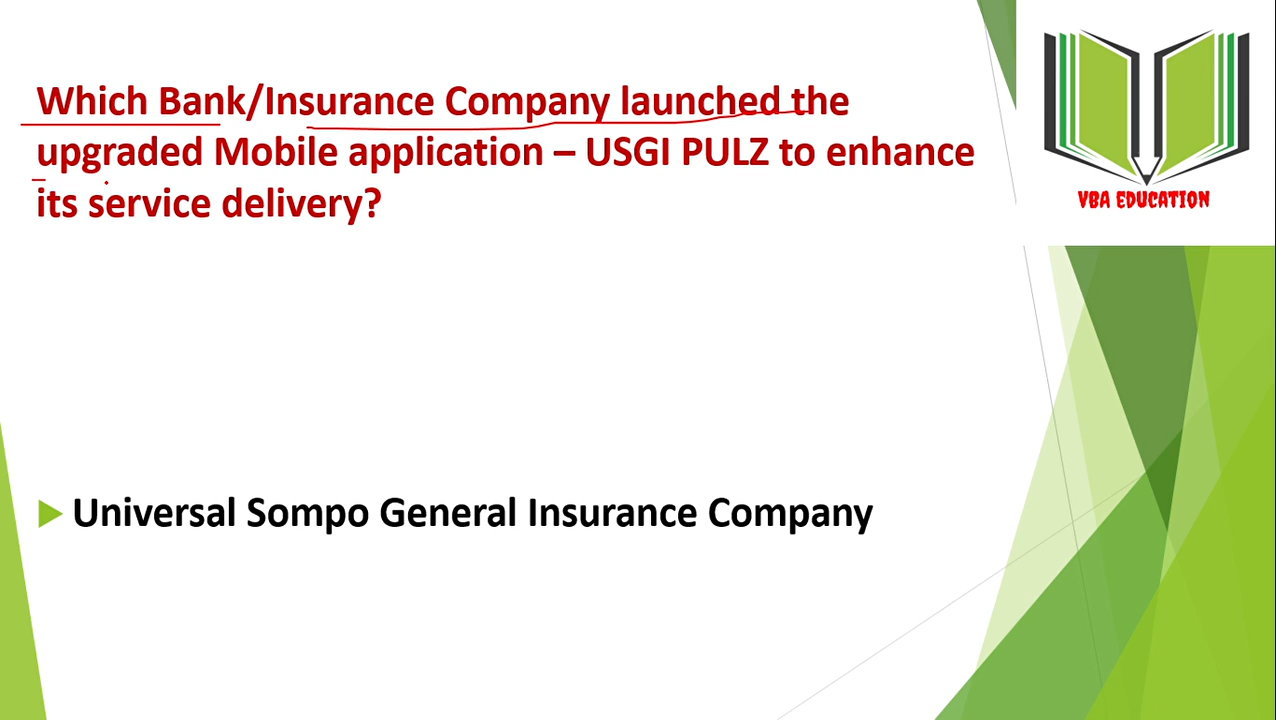 Which Bank/Insurance Company launched the
upgraded Mobile application – USGI PULZ to enhance
its service delivery?
VBA EDUCATION
Universal Sompo General Insurance Company